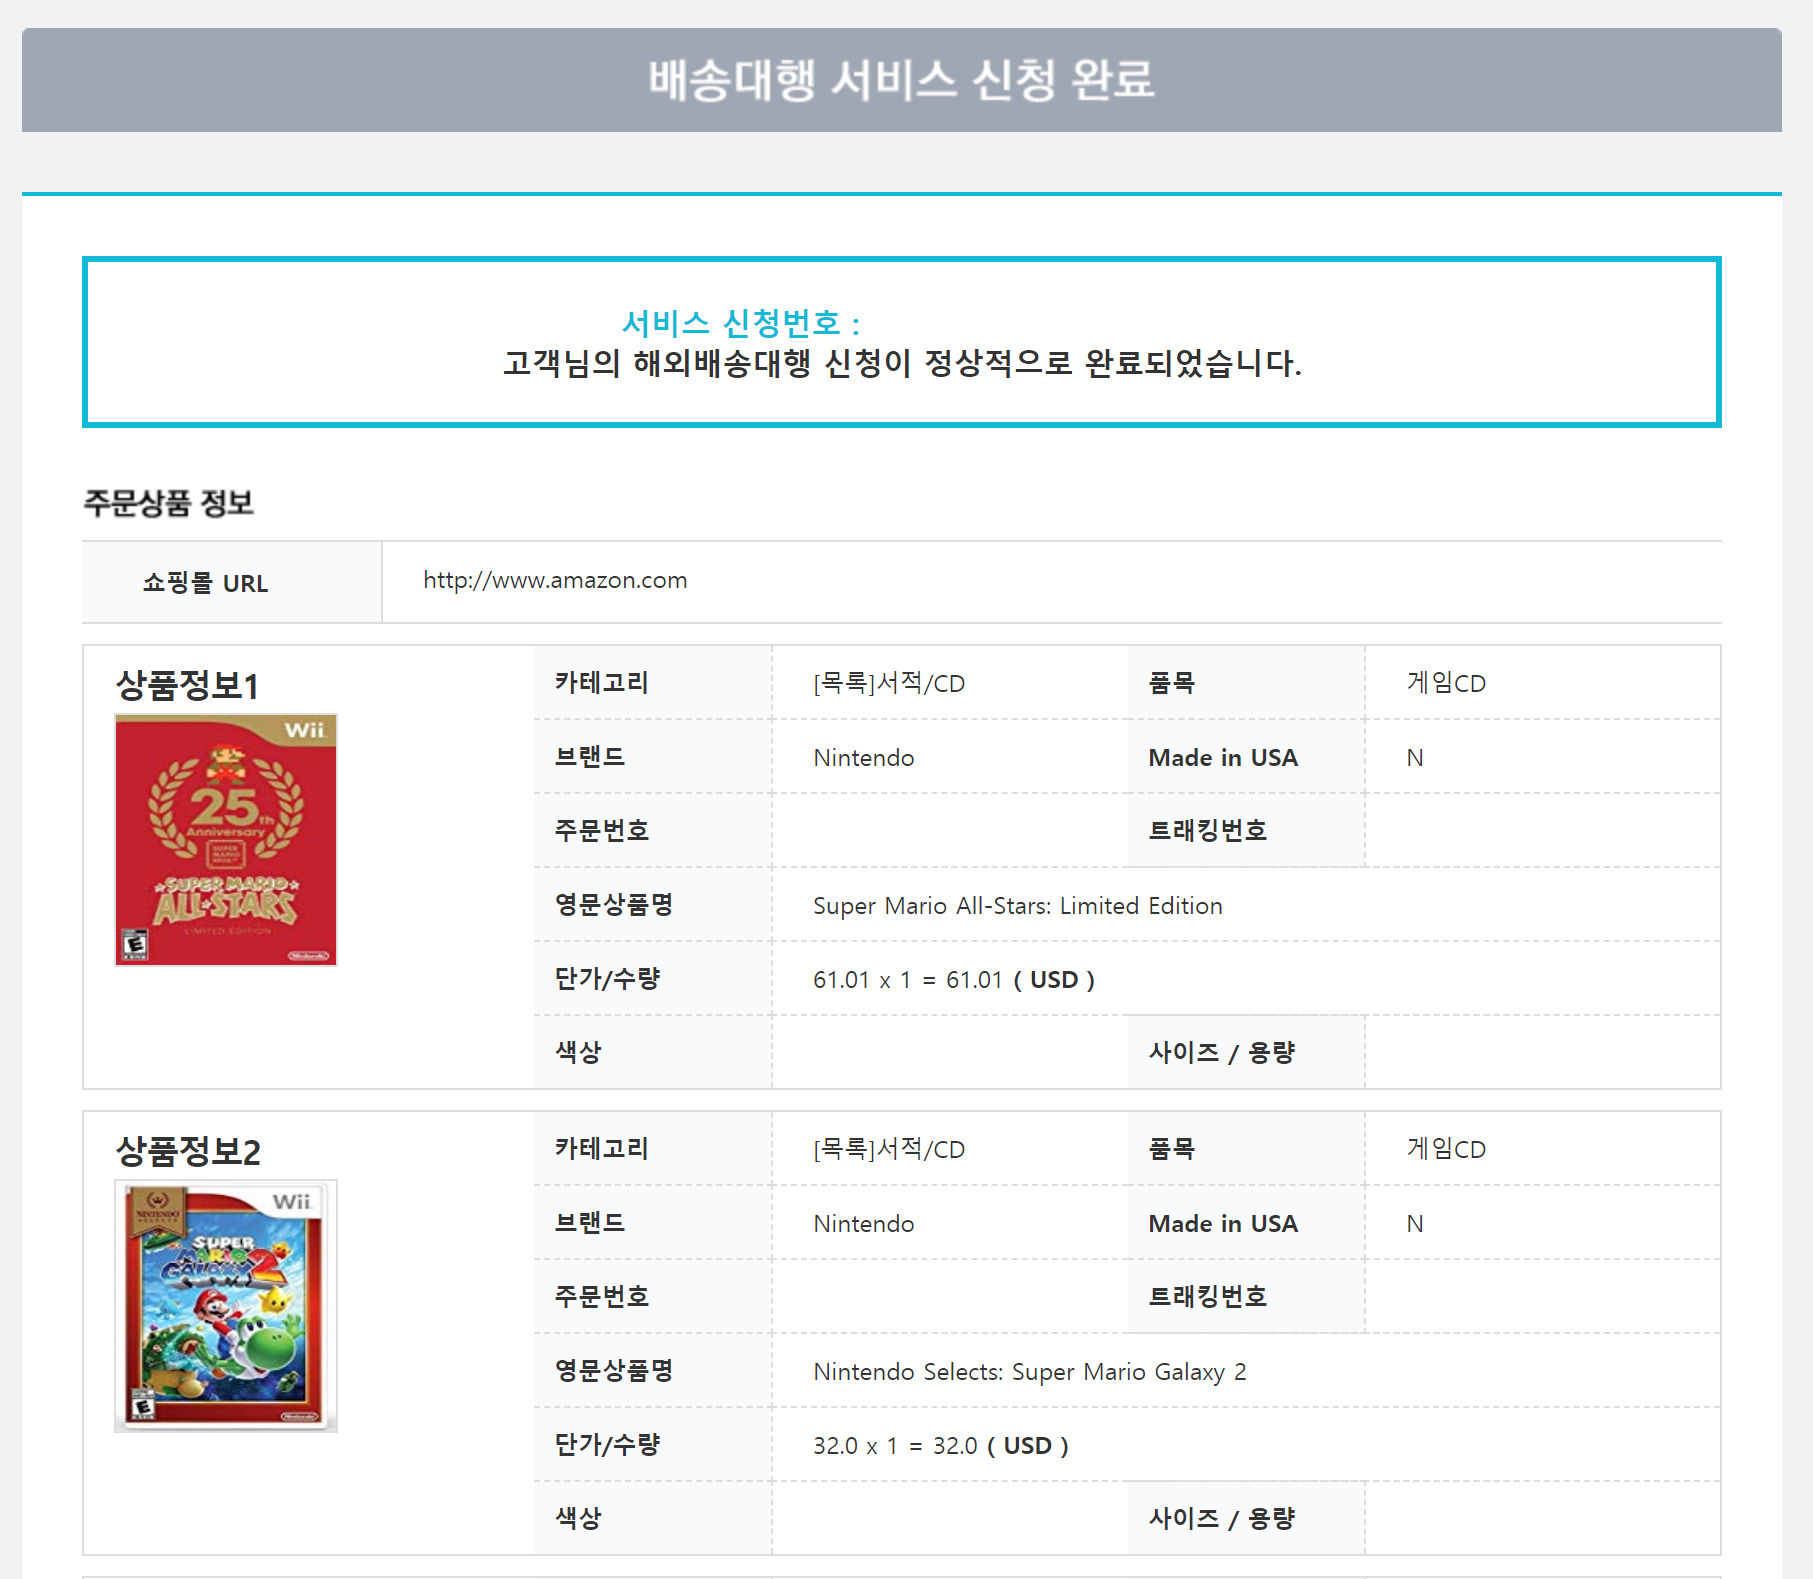 배송대행 서비스 신청 완료
서비스 신청번호 :
고객님의 해외배송대행 신청이 정상적으로 완료되었습니다.
주문상품 정보
쇼핑몰 URL http://www.amazon.com
상품정보1
Wii
25th
Anniversary
SUPER
MARIO
BROS.
SUPER MARIO
ALL-STARS
LIMITED EDITION
E
Nintendo
카테고리 [목록]서적/CD 품목 게임CD
브랜드 Nintendo Made in USA N
주문번호 트래킹번호
영문상품명 Super Mario All-Stars: Limited Edition
단가/수량 61.01 x 1 = 61.01 ( USD )
색상 사이즈 / 용량
상품정보2
Wii
NINTENDO
SELECTS
SUPER
MARIO
GALAXY 2
E
Nintendo
카테고리 [목록]서적/CD 품목 게임CD
브랜드 Nintendo Made in USA N
주문번호 트래킹번호
영문상품명 Nintendo Selects: Super Mario Galaxy 2
단가/수량 32.0 x 1 = 32.0 ( USD )
색상 사이즈 / 용량